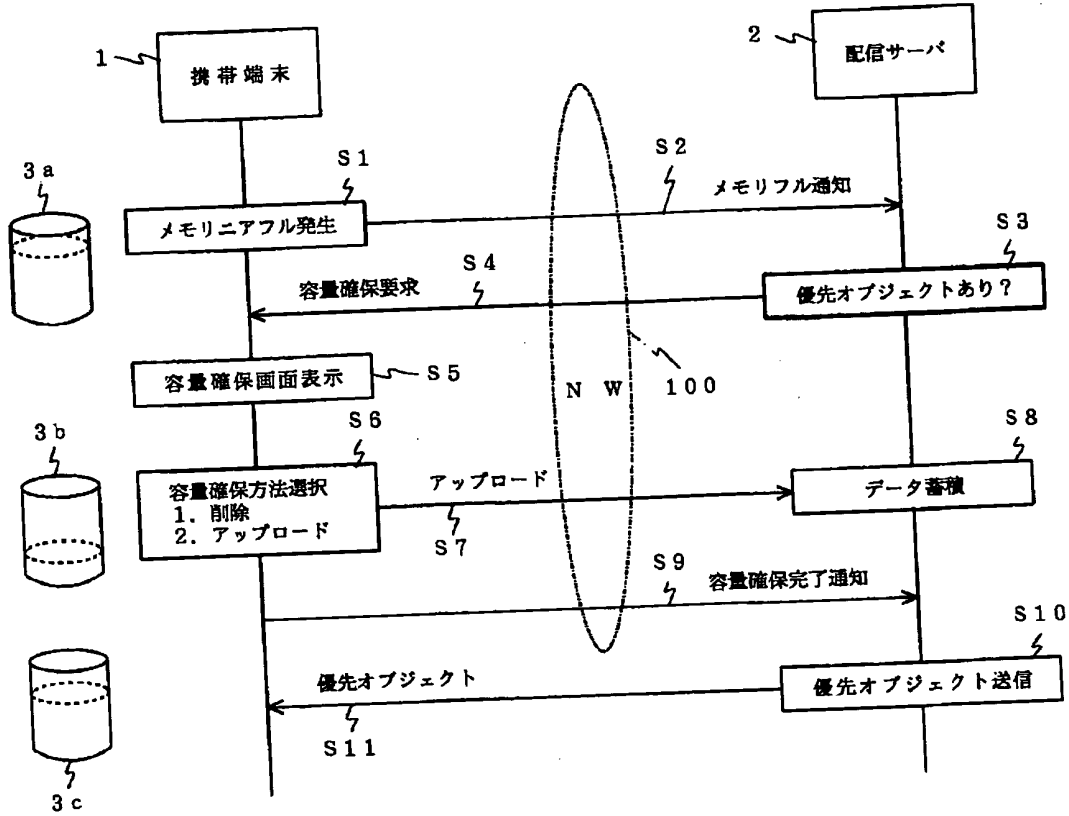 1
携帯端末
2
配信サーバ
3a
S1
メモリニアフル発生
S2
メモリフル通知
S3
優先オブジェクトあり？
S4
容量確保要求
容量確保画面表示
S5
NW
100
3b
S6
容量確保方法選択
1．削除
2．アップロード
アップロード
S7
S8
データ蓄積
S9
容量確保完了通知
S10
優先オブジェクト送信
優先オブジェクト
S11
3c